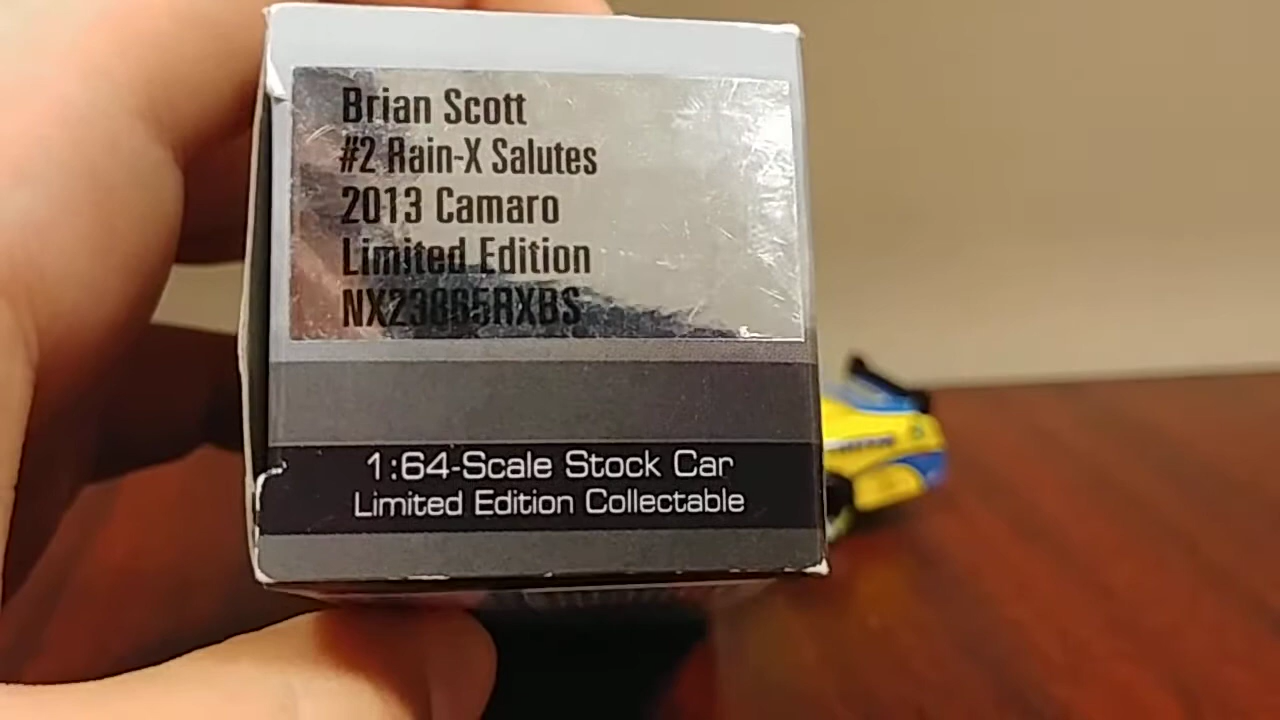 Brian Scott
#2 Rain-X Salutes
2013 Camaro
Limited Edition
NX23865RXBS
1:64-Scale Stock Car
Limited Edition Collectable